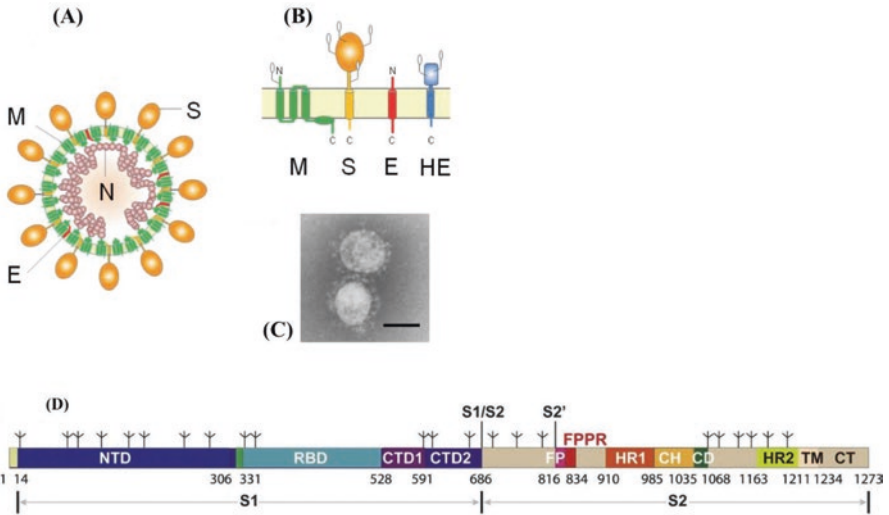 (A)
M
S
N
E
(B)
N
N
C
C
C
C
M S E HE
(C)
(D)
S1/S2
S2'
FPPR
NTD
RBD
CTD1
CTD2
FP
HR1
CH
CD
HR2
TM
CT
1 14 306 331 528 591 686 816 834 910 985 1035 1068 1163 1211 1234 1273
S1
S2